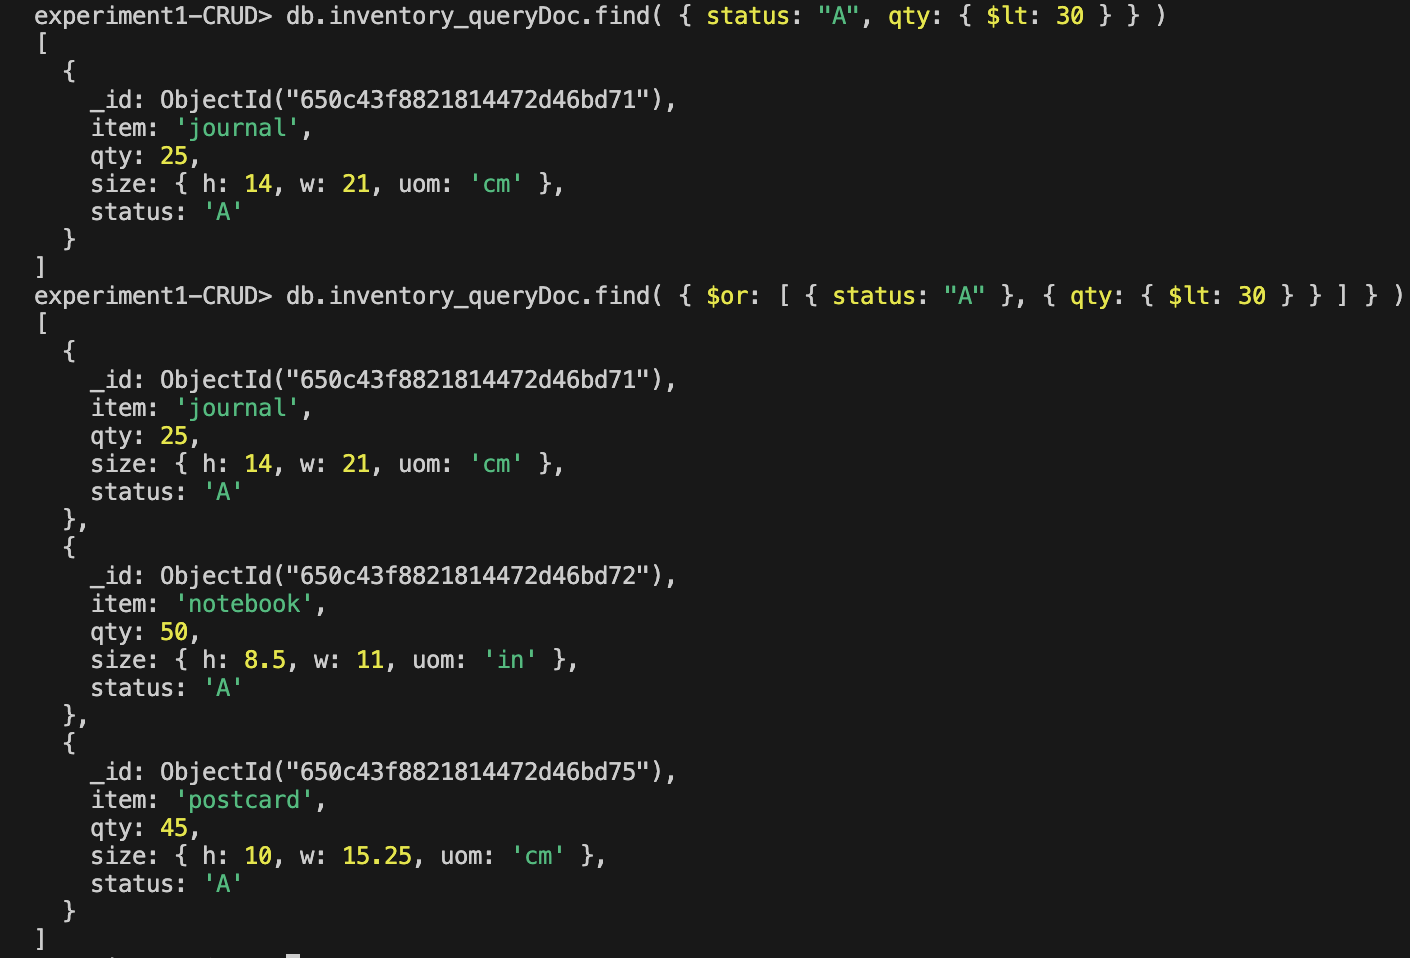 experiment1-CRUD> db.inventory_queryDoc.find( { status: "A", qty: { $lt: 30 } } )
[
  {
    _id: ObjectId("650c43f8821814472d46bd71"),
    item: 'journal',
    qty: 25,
    size: { h: 14, w: 21, uom: 'cm' },
    status: 'A'
  }
]
experiment1-CRUD> db.inventory_queryDoc.find( { $or: [ { status: "A" }, { qty: { $lt: 30 } } ] } )
[
  {
    _id: ObjectId("650c43f8821814472d46bd71"),
    item: 'journal',
    qty: 25,
    size: { h: 14, w: 21, uom: 'cm' },
    status: 'A'
  },
  {
    _id: ObjectId("650c43f8821814472d46bd72"),
    item: 'notebook',
    qty: 50,
    size: { h: 8.5, w: 11, uom: 'in' },
    status: 'A'
  },
  {
    _id: ObjectId("650c43f8821814472d46bd75"),
    item: 'postcard',
    qty: 45,
    size: { h: 10, w: 15.25, uom: 'cm' },
    status: 'A'
  }
]